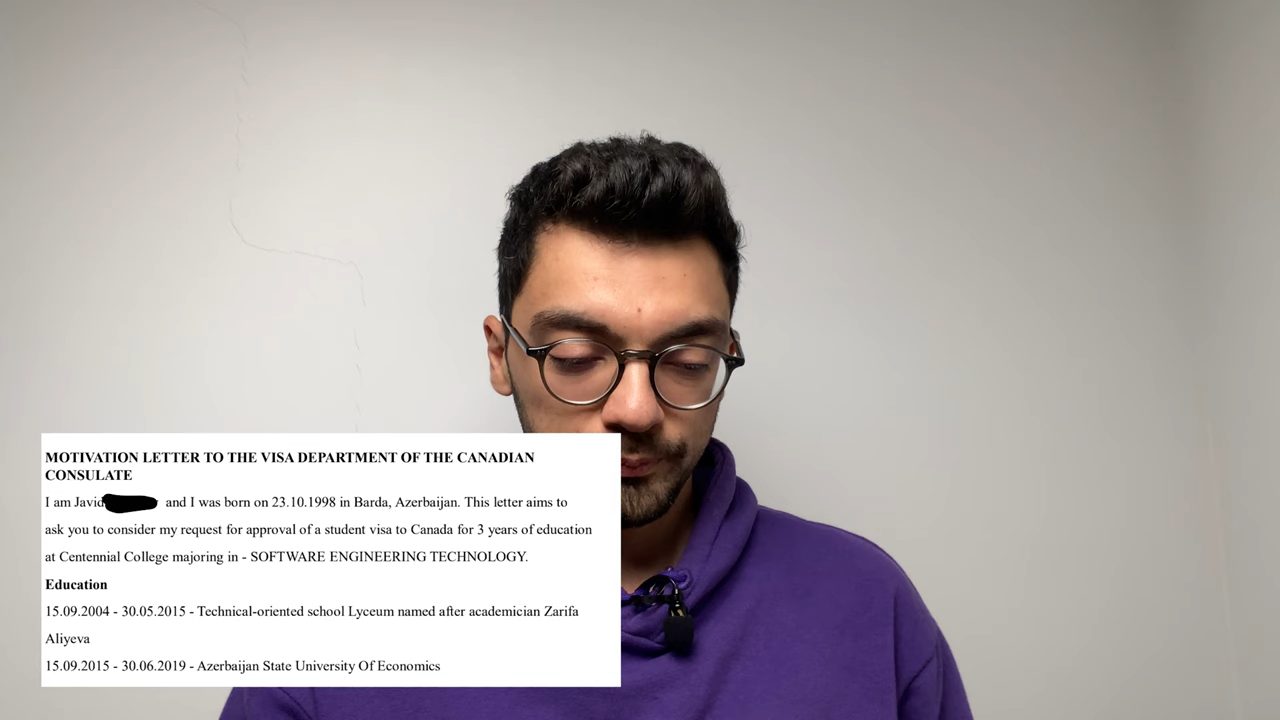 MOTIVATION LETTER TO THE VISA DEPARTMENT OF THE CANADIAN
CONSULATE
I am Javid and I was born on 23.10.1998 in Barda, Azerbaijan. This letter aims to
ask you to consider my request for approval of a student visa to Canada for 3 years of education
at Centennial College majoring in - SOFTWARE ENGINEERING TECHNOLOGY.
Education
15.09.2004 - 30.05.2015 - Technical-oriented school Lyceum named after academician Zarifa
Aliyeva
15.09.2015 - 30.06.2019 - Azerbaijan State University Of Economics